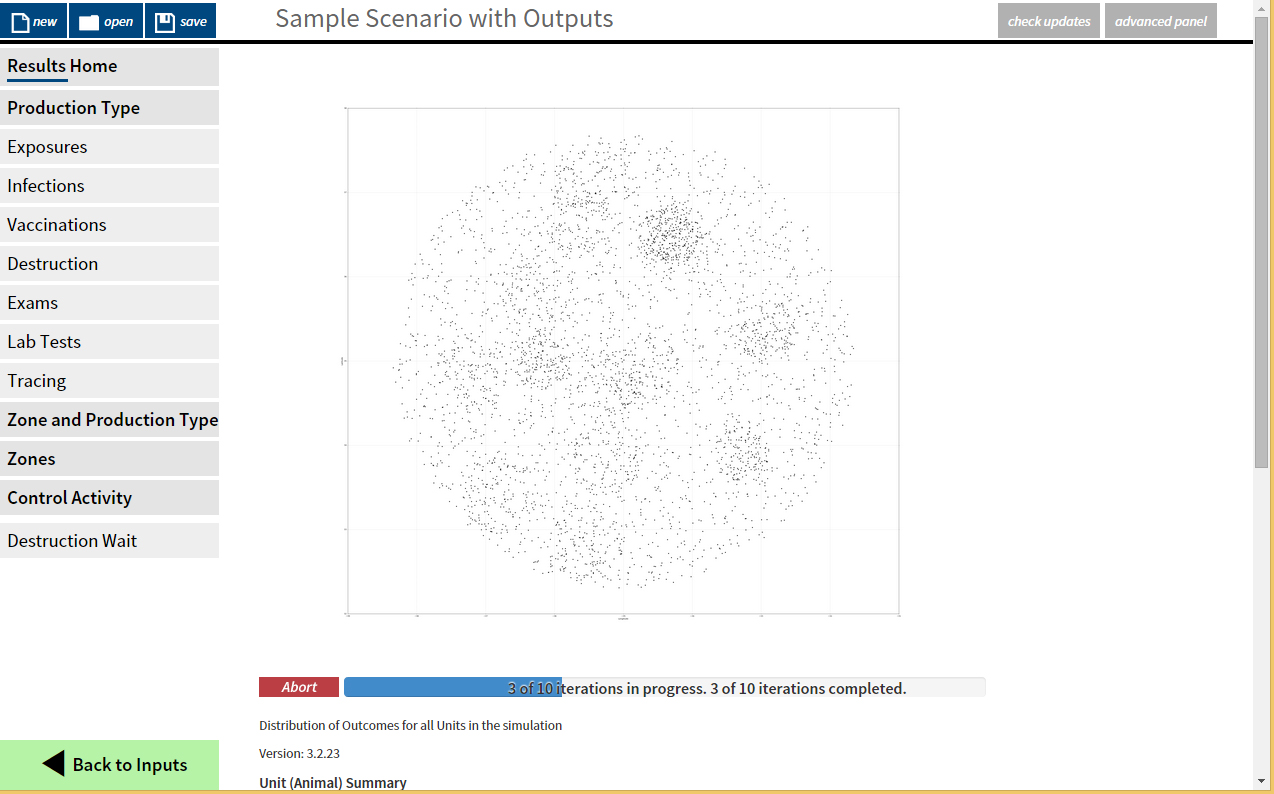 new
open
save
Sample Scenario with Outputs
check updates
advanced panel
Results Home
Production Type
Exposures
Infections
Vaccinations
Destruction
Exams
Lab Tests
Tracing
Zone and Production Type
Zones
Control Activity
Destruction Wait
Back to Inputs
Abort
3 of 10 iterations in progress. 3 of 10 iterations completed.
Distribution of Outcomes for all Units in the simulation
Version: 3.2.23
Unit (Animal) Summary